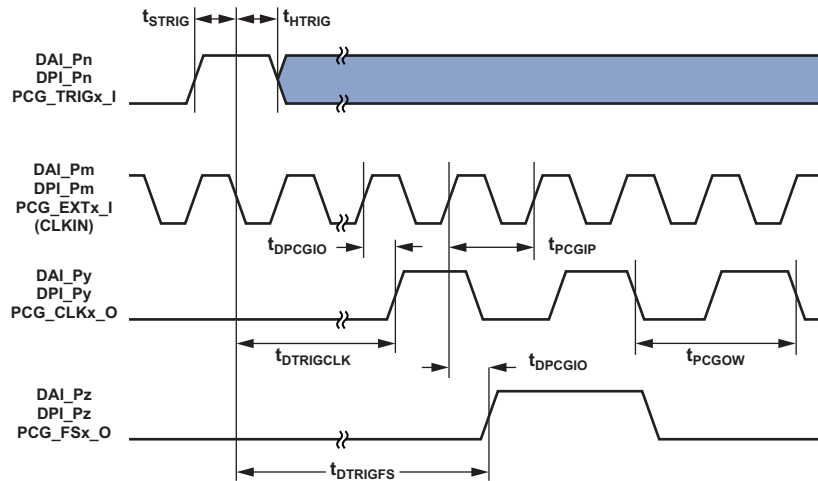 tSTRIG tHTRIG
DAI_Pn
DPI_Pn
PCG_TRIGx_I
DAI_Pm
DPI_Pm
PCG_EXTx_I
(CLKIN)
tDPCGIO tPCGIP
DAI_Py
DPI_Py
PCG_CLKx_O
tDTRIGCLK tDPCGIO tPCGOW
DAI_Pz
DPI_Pz
PCG_FSx_O
tDTRIGFS